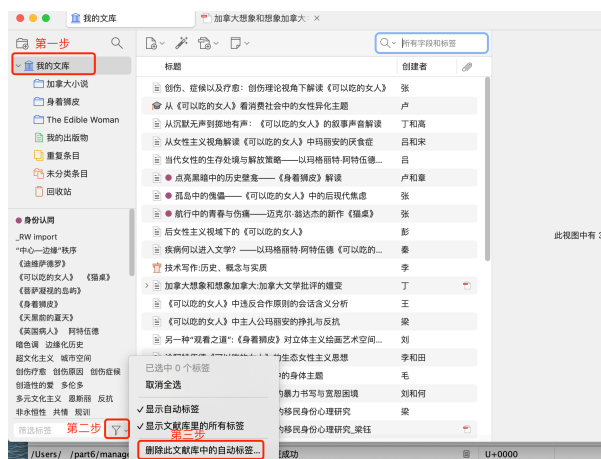 我的文库
加拿大想象和想象加拿大: ×
第一步
所有字段和标签
我的文库
加拿大小说
身着狮皮
The Edible Woman
我的出版物
重复条目
未分类条目
回收站
标题 创建者
创伤、症候以及疗愈：创伤理论视角下解读《可以吃的女人》 张
从《可以吃的女人》看消费社会中的女性异化主题 卢
从沉默无声到掷地有声：《可以吃的女人》的叙事声音解读 丁和高
从女性主义视角解读《可以吃的女人》中玛丽安的厌食症 吕和宋
当代女性的生存处境与解放策略——以玛格丽特·阿特伍德... 吕
点亮黑暗中的历史壁龛——《身着狮皮》解读 卢和章
孤岛中的傀儡——《可以吃的女人》中的后现代焦虑 张
航行中的青春与伤痛——迈克尔·翁达杰的新作《猫桌》 张
后女性主义视域下的《可以吃的女人》 彭
疾病何以进入文学？——以玛格丽特·阿特伍德《可以吃的... 秦
技术写作:历史、概念与实质 李
加拿大想象和想象加拿大:加拿大文学批评的嬗变 丁
《可以吃的女人》中违反合作原则的会话含义分析 王
《可以吃的女人》中主人公玛丽安的挣扎与反抗 梁
另一种“观看之道”:《身着狮皮》对立体主义绘画艺术空间... 刘
的生态女性主义思想 李和田
中的身体主题 毛
的暴力书写与宽恕困境 刘和何
的移民身份心理研究 梁
的移民身份心理研究_梁钰
此视图中有 3
身份认同
_RW import
“中心—边缘”秩序
《迪维萨德罗》
《可以吃的女人》 《猫桌》
《菩萨凝视的岛屿》
《身着狮皮》
《天黑前的夏天》
《英国病人》 阿特伍德
暗色调 边缘化历史
超文化主义 城市空间
创伤疗愈 创伤原因 创伤症候
创造性的爱 多伦多
多元文化主义 恩斯丽 反抗
非永恒性 共情 规训
筛选标签 第二步
已选中 0 个标签
取消全选
显示自动标签
显示文献库里的所有标签
第三步
删除此文献库中的自动标签...
/Users/ /part6/manage
成功 U+0000